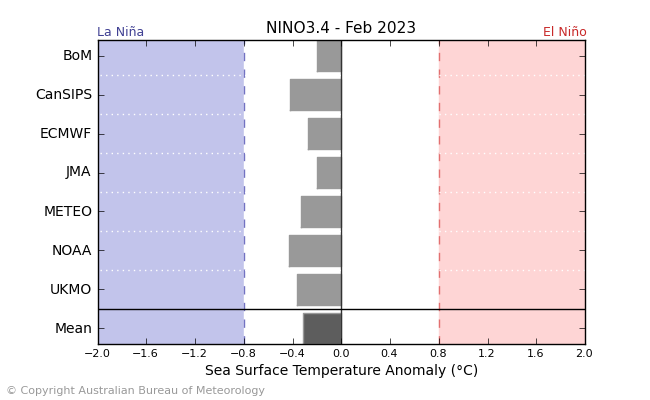 NINO3.4 - Feb 2023
La Niña
El Niño
BoM
CanSIPS
ECMWF
JMA
METEO
NOAA
UKMO
Mean
−2.0 −1.6 −1.2 −0.8 −0.4 0.0 0.4 0.8 1.2 1.6 2.0
Sea Surface Temperature Anomaly (°C)
© Copyright Australian Bureau of Meteorology